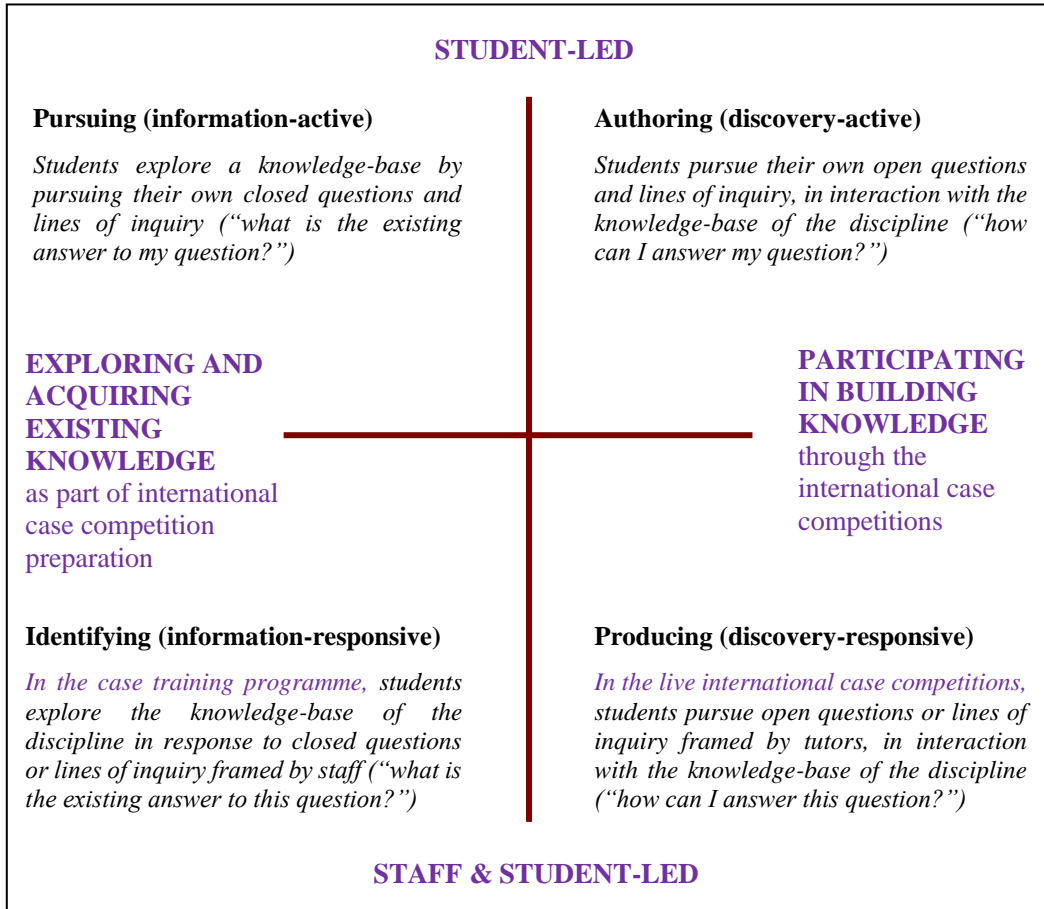 STUDENT-LED
Pursuing (information-active)
Students explore a knowledge-base by
pursuing their own closed questions and
lines of inquiry (“what is the existing
answer to my question?”)
Authoring (discovery-active)
Students pursue their own open questions
and lines of inquiry, in interaction with the
knowledge-base of the discipline (“how
can I answer my question?”)
EXPLORING AND
ACQUIRING
EXISTING
KNOWLEDGE
as part of international
case competition
preparation
PARTICIPATING
IN BUILDING
KNOWLEDGE
through the
international case
competitions
Identifying (information-responsive)
In the case training programme, students
explore the knowledge-base of the
discipline in response to closed questions
or lines of inquiry framed by staff (“what is
the existing answer to this question?”)
Producing (discovery-responsive)
In the live international case competitions,
students pursue open questions or lines of
inquiry framed by tutors, in interaction
with the knowledge-base of the discipline
(“how can I answer this question?”)
STAFF & STUDENT-LED